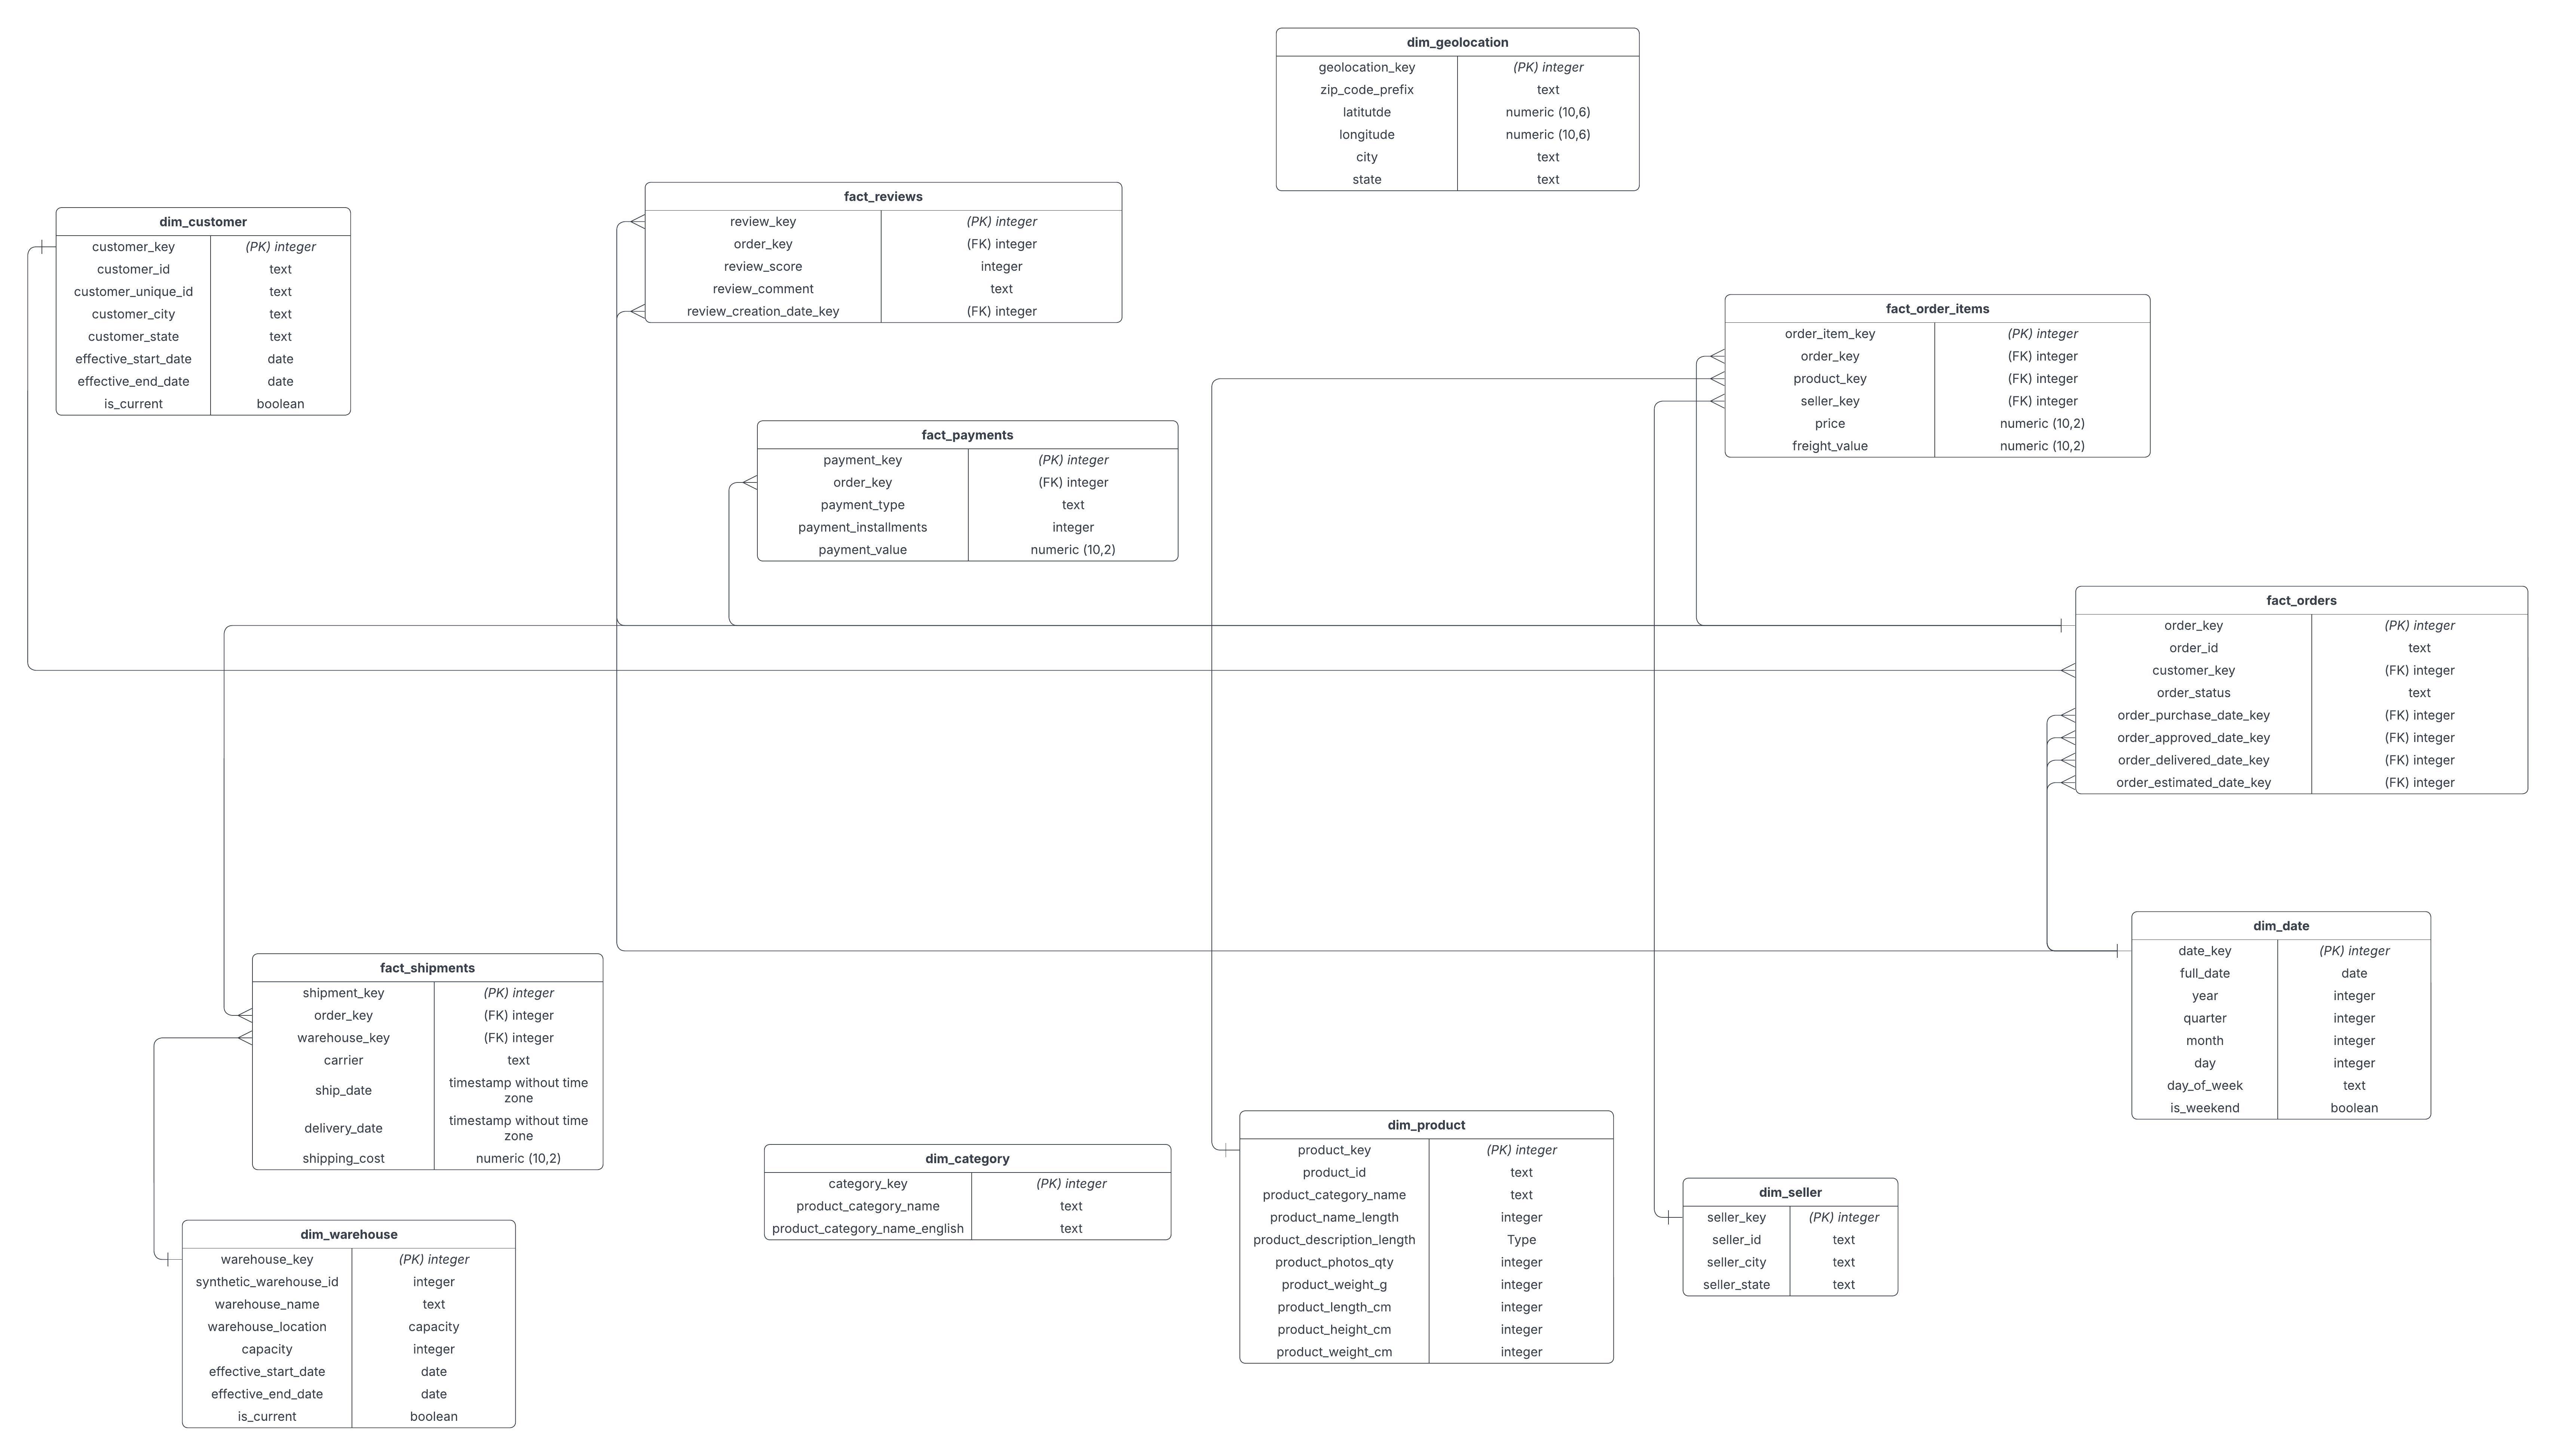 dim_geolocation
geolocation_key (PK) integer
zip_code_prefix text
latitutde numeric (10,6)
longitude numeric (10,6)
city text
state text
fact_reviews
review_key (PK) integer
order_key (FK) integer
review_score integer
review_comment text
review_creation_date_key (FK) integer
dim_customer
customer_key (PK) integer
customer_id text
customer_unique_id text
customer_city text
customer_state text
effective_start_date date
effective_end_date date
is_current boolean
fact_order_items
order_item_key (PK) integer
order_key (FK) integer
product_key (FK) integer
seller_key (FK) integer
price numeric (10,2)
freight_value numeric (10,2)
fact_payments
payment_key (PK) integer
order_key (FK) integer
payment_type text
payment_installments integer
payment_value numeric (10,2)
fact_orders
order_key (PK) integer
order_id text
customer_key (FK) integer
order_status text
order_purchase_date_key (FK) integer
order_approved_date_key (FK) integer
order_delivered_date_key (FK) integer
order_estimated_date_key (FK) integer
dim_date
date_key (PK) integer
full_date date
year integer
quarter integer
month integer
day integer
day_of_week text
is_weekend boolean
fact_shipments
shipment_key (PK) integer
order_key (FK) integer
warehouse_key (FK) integer
carrier text
ship_date timestamp without time
zone
delivery_date timestamp without time
zone
shipping_cost numeric (10,2)
dim_category
category_key (PK) integer
product_category_name text
product_category_name_english text
dim_product
product_key (PK) integer
product_id text
product_category_name text
product_name_length integer
product_description_length Type
product_photos_qty integer
product_weight_g integer
product_length_cm integer
product_height_cm integer
product_weight_cm integer
dim_seller
seller_key (PK) integer
seller_id text
seller_city text
seller_state text
dim_warehouse
warehouse_key (PK) integer
synthetic_warehouse_id integer
warehouse_name text
warehouse_location capacity
capacity integer
effective_start_date date
effective_end_date date
is_current boolean